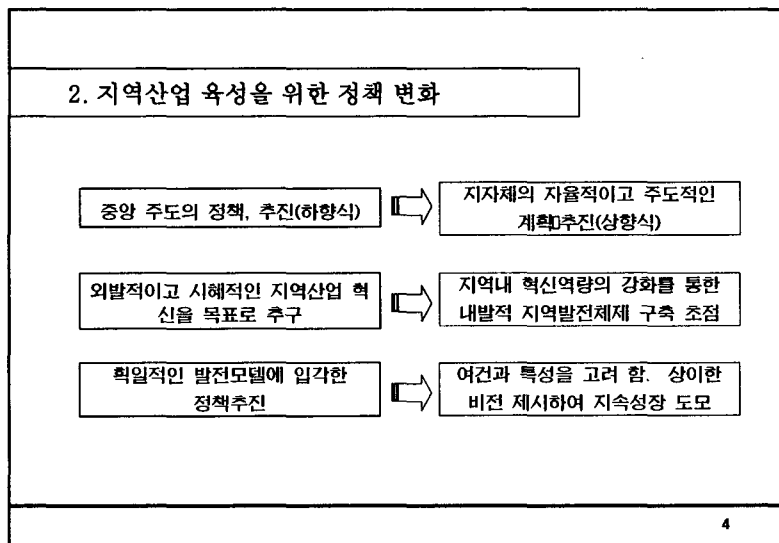 2. 지역산업 육성을 위한 정책 변화
중앙 주도의 정책, 추진(하향식)
지자체의 자율적이고 주도적인
계획□추진(상향식)
외발적이고 시해적인 지역산업 혁
신을 목표로 추구
지역내 혁신역량의 강화를 통한
내발적 지역발전체제 구축 초점
획일적인 발전모델에 입각한
정책추진
여건과 특성을 고려 함. 상이한
비전 제시하여 지속성장 도모
4